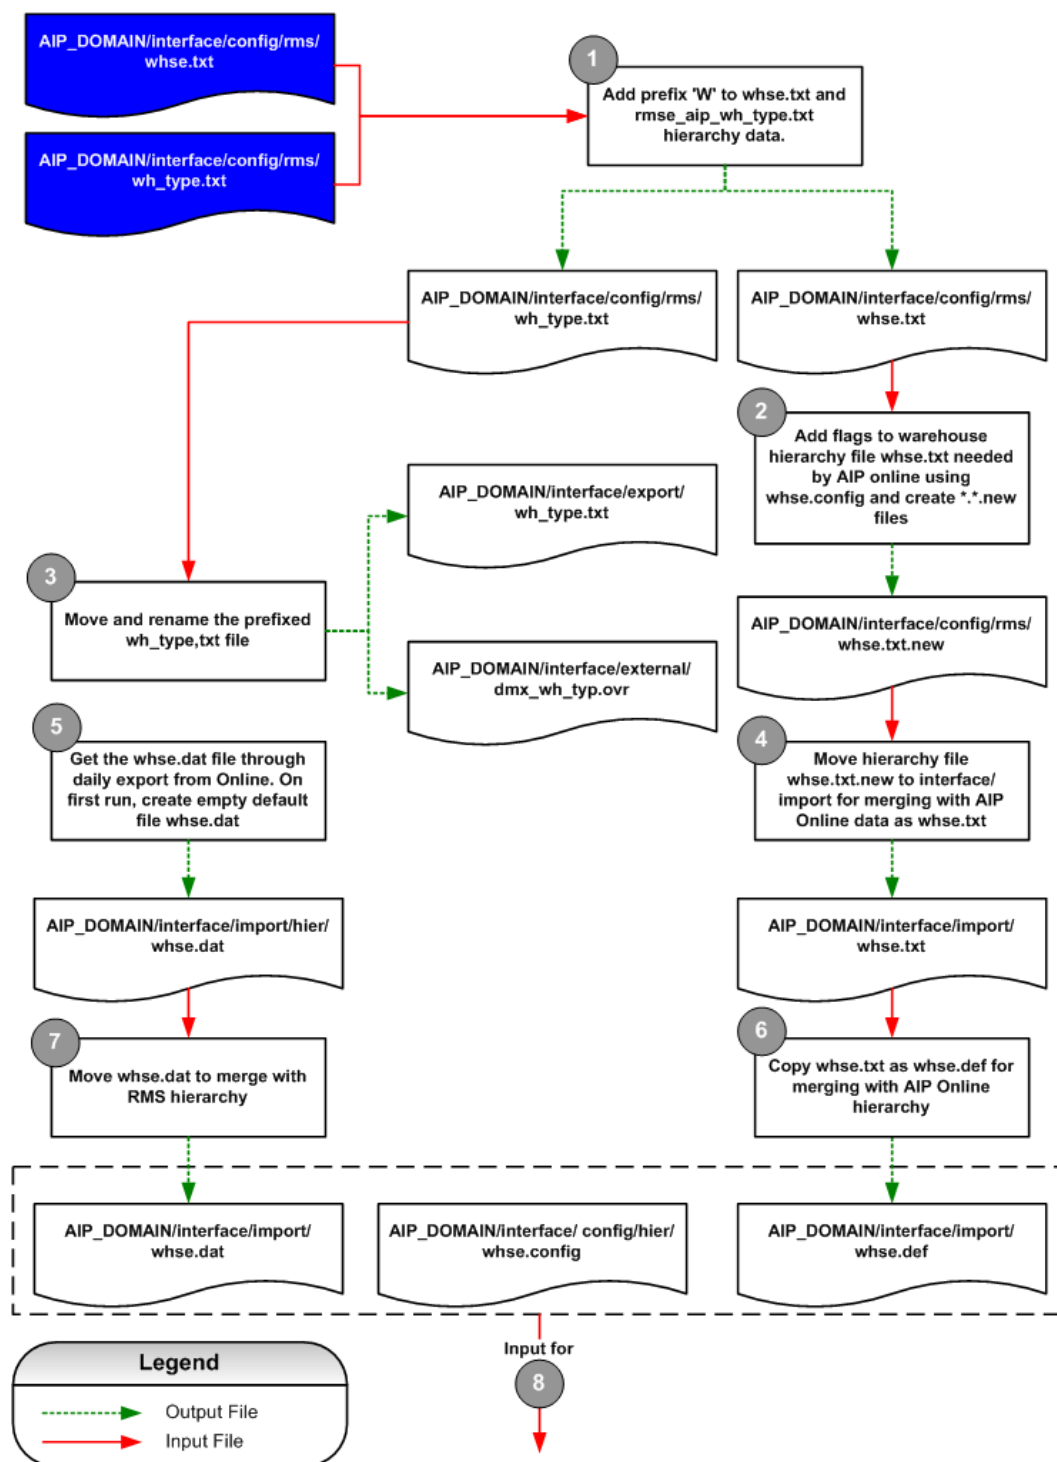 AIP_DOMAIN/interface/config/rms/
whse.txt
1
Add prefix 'W' to whse.txt and
rmse_aip_wh_type.txt
hierarchy data.
AIP_DOMAIN/interface/config/rms/
wh_type.txt
AIP_DOMAIN/interface/config/rms/
wh_type.txt
AIP_DOMAIN/interface/config/rms/
whse.txt
2
Add flags to warehouse
hierarchy file whse.txt needed
by AIP online using
whse.config and create *.*.new
files
AIP_DOMAIN/interface/export/
wh_type.txt
3
Move and rename the prefixed
wh_type,txt file
AIP_DOMAIN/interface/config/rms/
whse.txt.new
AIP_DOMAIN/interface/external/
dmx_wh_typ.ovr
5
Get the whse.dat file through
daily export from Online. On
first run, create empty default
file whse.dat
4
Move hierarchy file
whse.txt.new to interface/
import for merging with AIP
Online data as whse.txt
AIP_DOMAIN/interface/import/hier/
whse.dat
AIP_DOMAIN/interface/import/
whse.txt
7
Move whse.dat to merge with
RMS hierarchy
6
Copy whse.txt as whse.def for
merging with AIP Online
hierarchy
AIP_DOMAIN/interface/import/
whse.dat
AIP_DOMAIN/interface/ config/hier/
whse.config
AIP_DOMAIN/interface/import/
whse.def
Input for
8
Legend
Output File
Input File